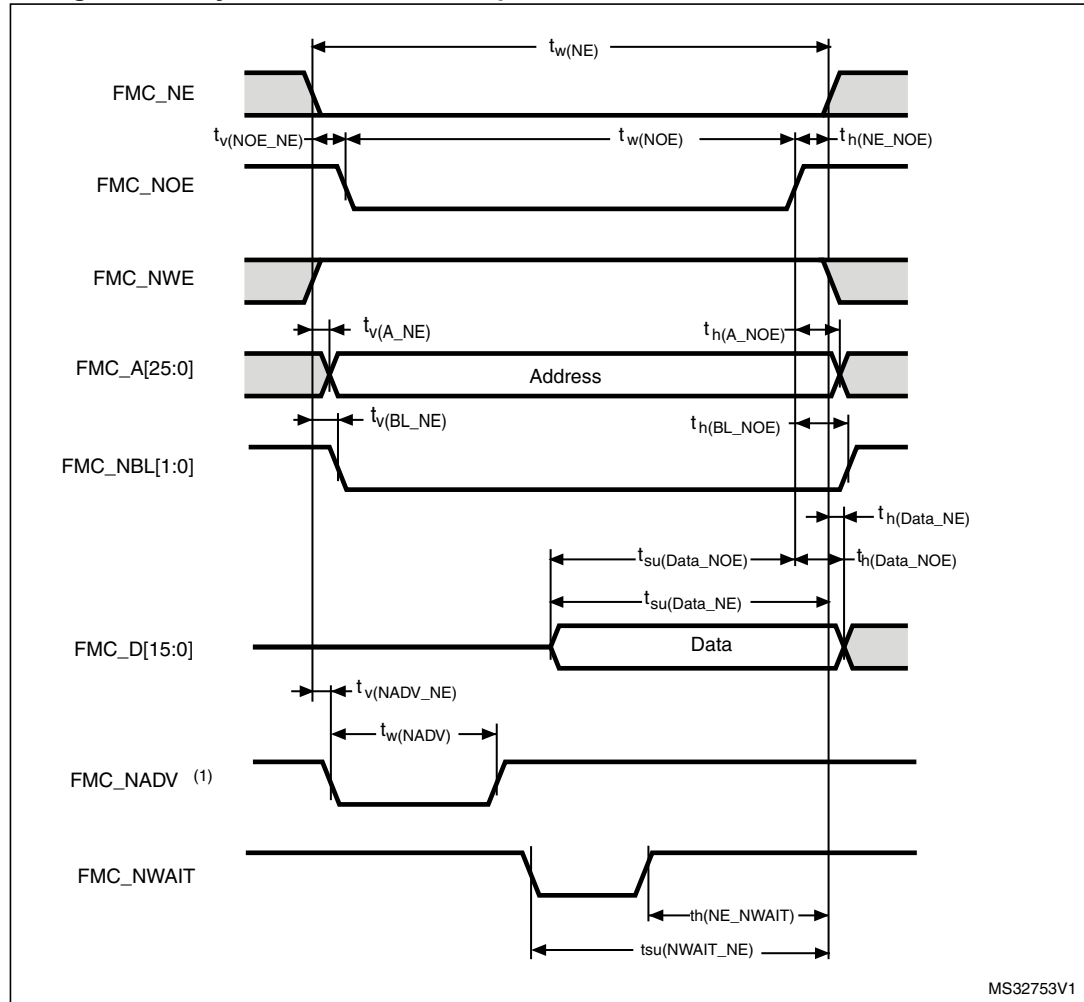 tw(NE)
FMC_NE
tv(NOE_NE)
tw(NOE)
th(NE_NOE)
FMC_NOE
FMC_NWE
tv(A_NE)
th(A_NOE)
FMC_A[25:0]
Address
tv(BL_NE)
th(BL_NOE)
FMC_NBL[1:0]
th(Data_NE)
tsu(Data_NOE)
th(Data_NOE)
tsu(Data_NE)
FMC_D[15:0]
Data
tv(NADV_NE)
tw(NADV)
FMC_NADV (1)
FMC_NWAIT
th(NE_NWAIT)
tsu(NWAIT_NE)
MS32753V1